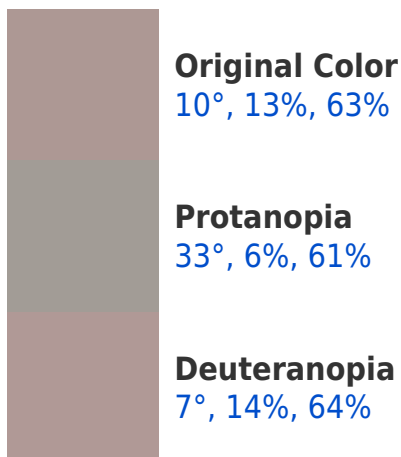 Original Color
10°, 13%, 63%
Protanopia
33°, 6%, 61%
Deuteranopia
7°, 14%, 64%